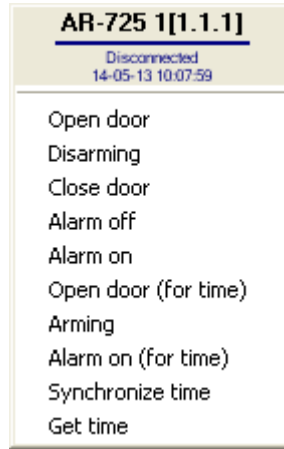 AR-725 1[1.1.1]
Disconnected
14-05-13 10:07:59
Open door
Disarming
Close door
Alarm off
Alarm on
Open door (for time)
Arming
Alarm on (for time)
Synchronize time
Get time